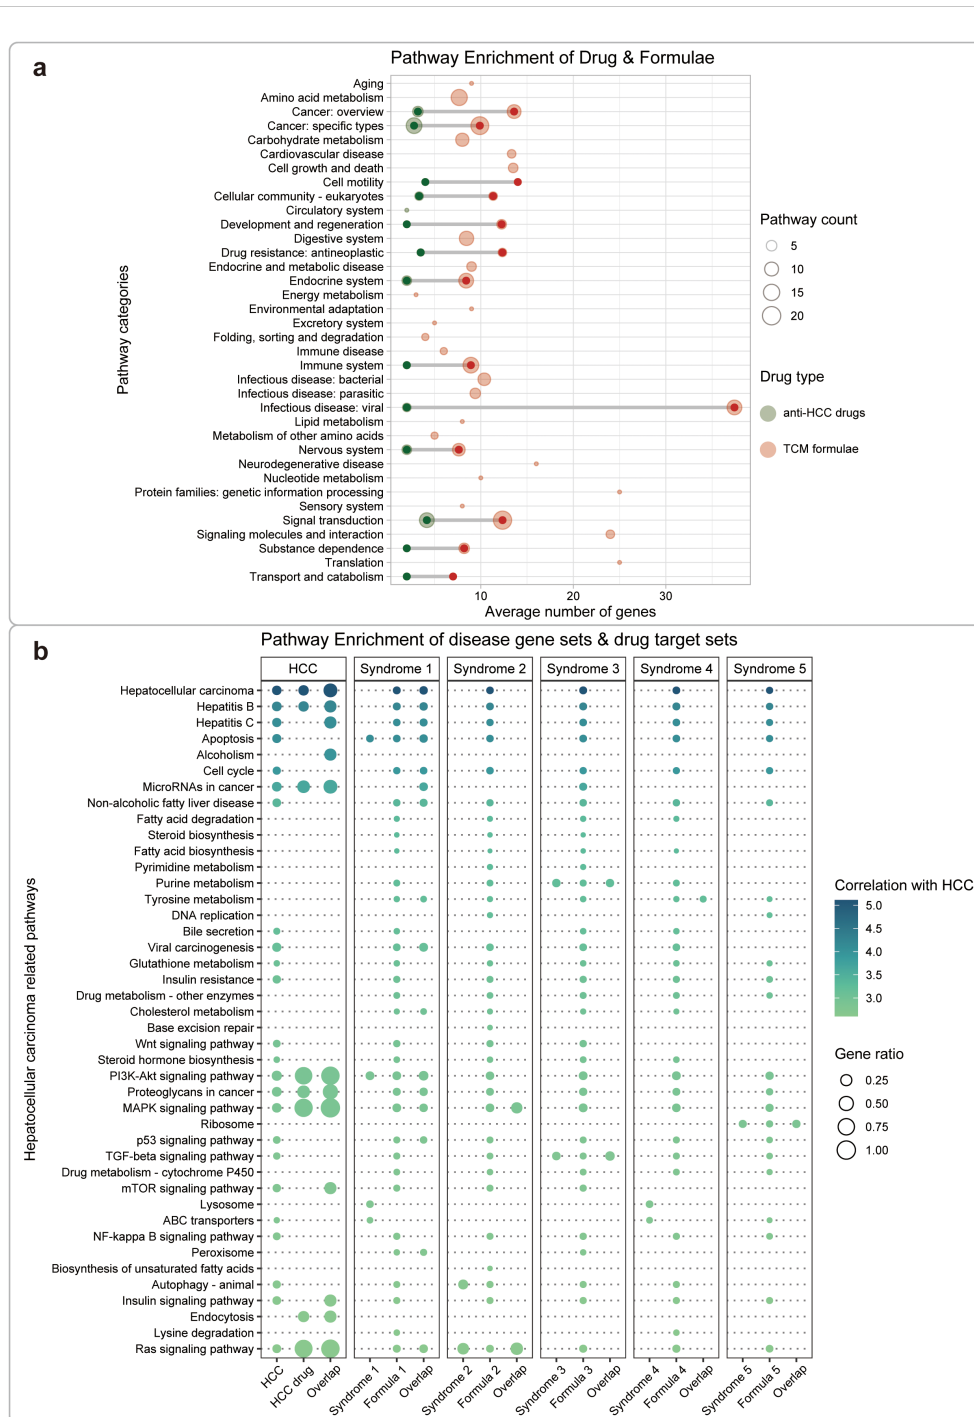 a
Pathway Enrichment of Drug & Formulae
Pathway categories
Aging
Amino acid metabolism
Cancer: overview
Cancer: specific types
Carbohydrate metabolism
Cardiovascular disease
Cell growth and death
Cell motility
Cellular community - eukaryotes
Circulatory system
Development and regeneration
Digestive system
Drug resistance: antineoplastic
Endocrine and metabolic disease
Endocrine system
Energy metabolism
Environmental adaptation
Excretory system
Folding, sorting and degradation
Immune disease
Immune system
Infectious disease: bacterial
Infectious disease: parasitic
Infectious disease: viral
Lipid metabolism
Metabolism of other amino acids
Nervous system
Neurodegenerative disease
Nucleotide metabolism
Protein families: genetic information processing
Sensory system
Signal transduction
Signaling molecules and interaction
Substance dependence
Translation
Transport and catabolism
10 20 30
Average number of genes
Pathway count
5
10
15
20
Drug type
anti-HCC drugs
TCM formulae
b
Pathway Enrichment of disease gene sets & drug target sets
HCC Syndrome 1 Syndrome 2 Syndrome 3 Syndrome 4 Syndrome 5
Hepatocellular carcinoma related pathways
Hepatocellular carcinoma
Hepatitis B
Hepatitis C
Apoptosis
Alcoholism
Cell cycle
MicroRNAs in cancer
Non-alcoholic fatty liver disease
Fatty acid degradation
Steroid biosynthesis
Fatty acid biosynthesis
Pyrimidine metabolism
Purine metabolism
Tyrosine metabolism
DNA replication
Bile secretion
Viral carcinogenesis
Glutathione metabolism
Insulin resistance
Drug metabolism - other enzymes
Cholesterol metabolism
Base excision repair
Wnt signaling pathway
Steroid hormone biosynthesis
PI3K-Akt signaling pathway
Proteoglycans in cancer
MAPK signaling pathway
Ribosome
p53 signaling pathway
TGF-beta signaling pathway
Drug metabolism - cytochrome P450
mTOR signaling pathway
Lysosome
ABC transporters
NF-kappa B signaling pathway
Peroxisome
Biosynthesis of unsaturated fatty acids
Autophagy - animal
Insulin signaling pathway
Endocytosis
Lysine degradation
Ras signaling pathway
HCC HCC drug Overlap Syndrome 1 Formula 1 Overlap Syndrome 2 Formula 2 Overlap Syndrome 3 Formula 3 Overlap Syndrome 4 Formula 4 Overlap Syndrome 5 Formula 5 Overlap
Correlation with HCC
5.0
4.5
4.0
3.5
3.0
Gene ratio
0.25
0.50
0.75
1.00